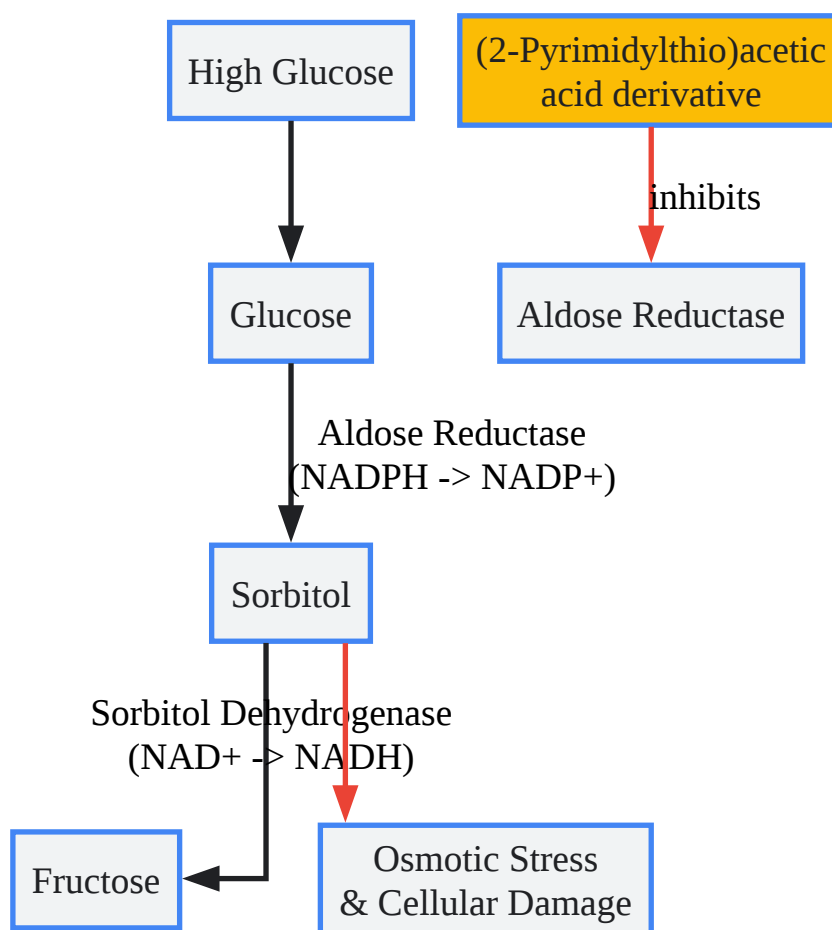 High Glucose
(2-Pyrimidylthio)acetic
acid derivative
inhibits
Glucose
Aldose Reductase
Aldose Reductase
(NADPH -> NADP+)
Sorbitol
Sorbitol Dehydrogenase
(NAD+ -> NADH)
Fructose
Osmotic Stress
& Cellular Damage